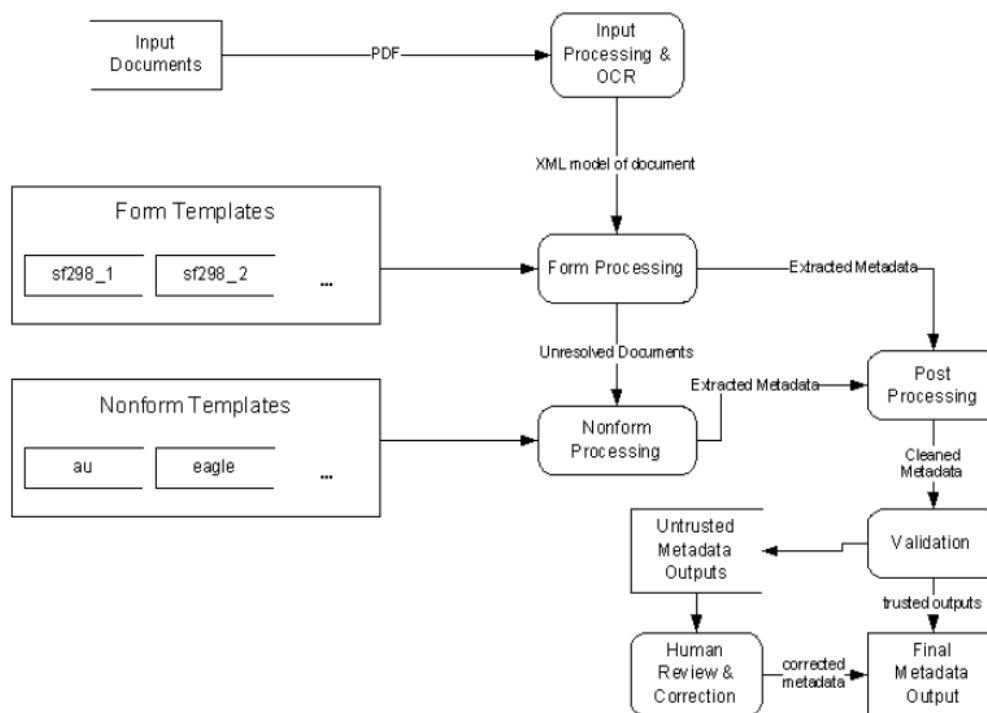 Input
Documents
PDF
Input
Processing &
OCR
XML model of document
Form Templates
sf298_1
sf298_2
...
Form Processing
Extracted Metadata
Unresolved Documents
Nonform Templates
au
eagle
...
Nonform
Processing
Extracted Metadata
Post
Processing
Cleaned
Metadata
Untrusted
Metadata
Outputs
Validation
trusted outputs
Human
Review &
Correction
corrected
metadata
Final
Metadata
Output